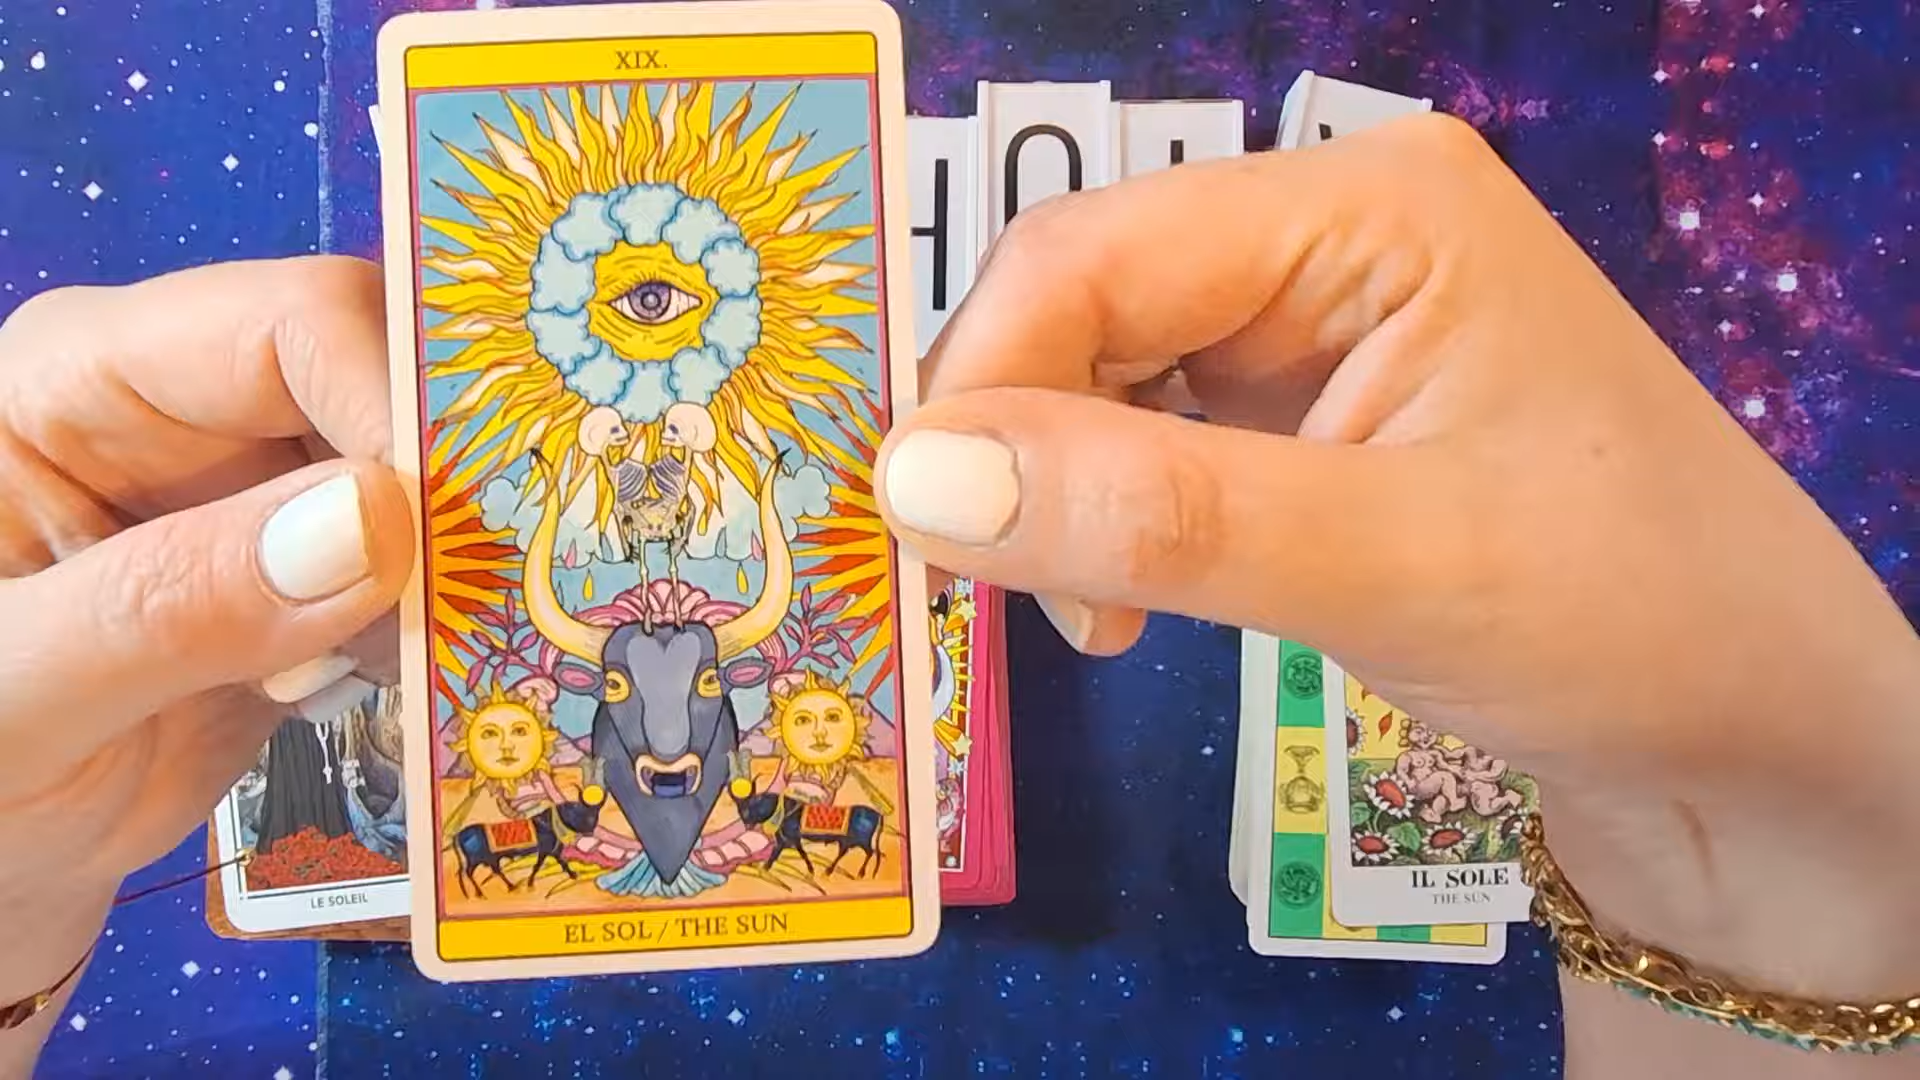 XIX.
H O
EL SOL / THE SUN
LE SOLEIL
IL SOLE
THE SUN